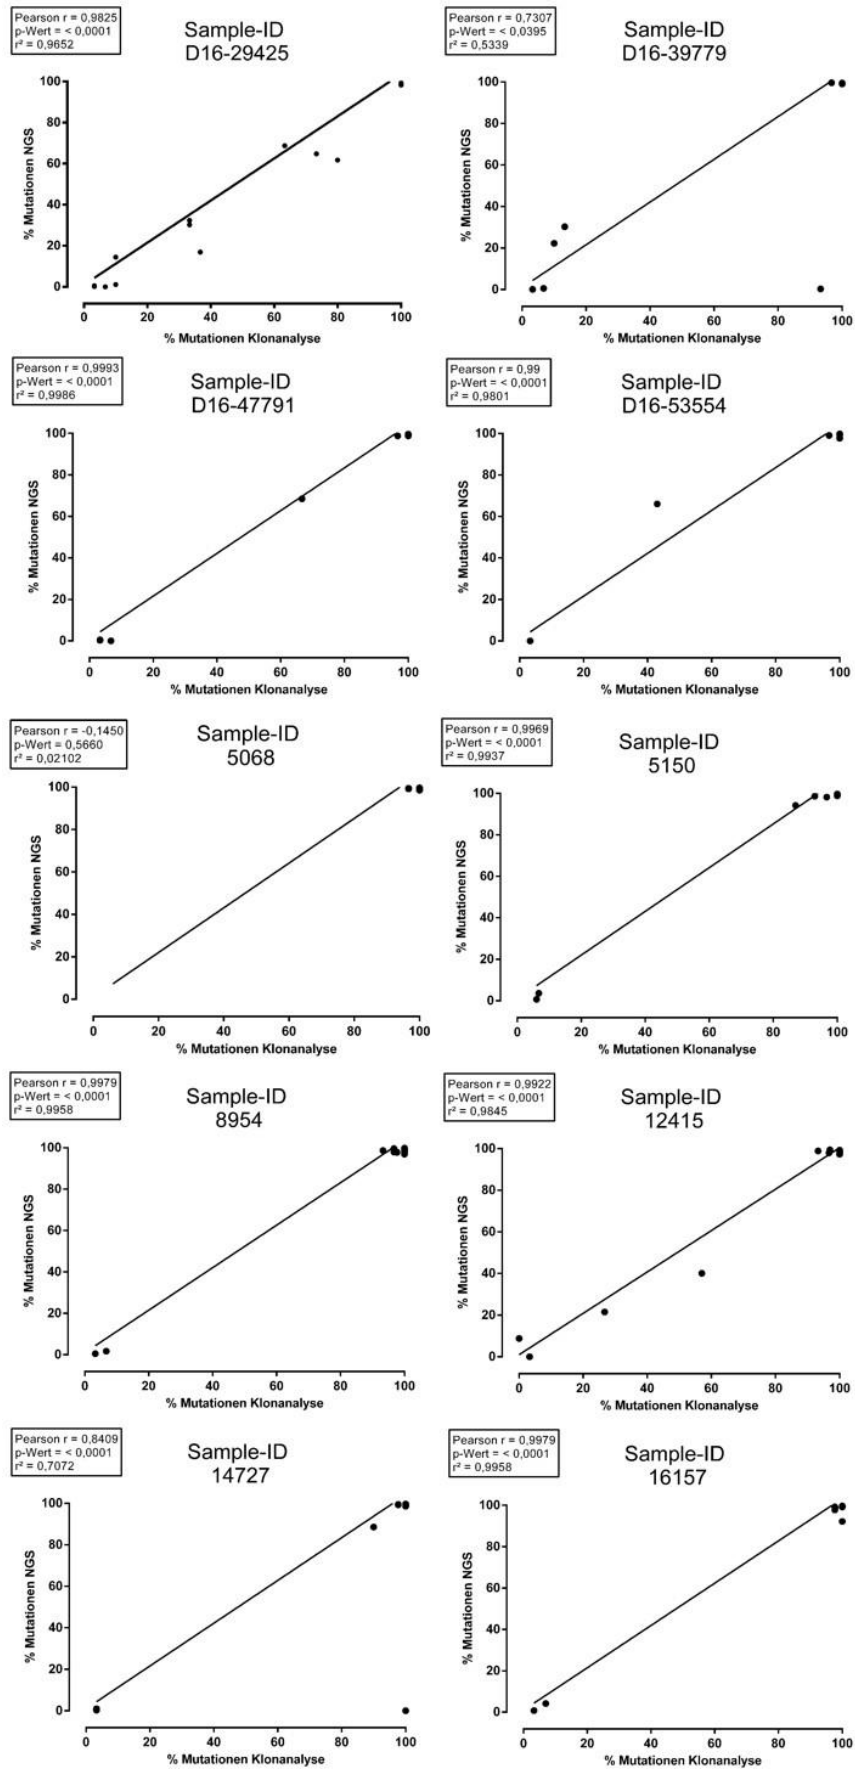 Pearson r = 0,9825
p-Wert = < 0,0001
r² = 0,9652
Sample-ID
D16-29425
% Mutationen NGS
100
80
60
40
20
0
0 20 40 60 80 100
% Mutationen Klonanalyse
Pearson r = 0,7307
p-Wert = < 0,0395
r² = 0,5339
Sample-ID
D16-39779
% Mutationen NGS
100
80
60
40
20
0
0 20 40 60 80 100
% Mutationen Klonanalyse
Pearson r = 0,9993
p-Wert = < 0,0001
r² = 0,9986
Sample-ID
D16-47791
% Mutationen NGS
100
80
60
40
20
0
0 20 40 60 80 100
% Mutationen Klonanalyse
Pearson r = 0,99
p-Wert = < 0,0001
r² = 0,9801
Sample-ID
D16-53554
% Mutationen NGS
100
80
60
40
20
0
0 20 40 60 80 100
% Mutationen Klonanalyse
Pearson r = -0,1450
p-Wert = 0,5660
r² = 0,02102
Sample-ID
5068
% Mutationen NGS
100
80
60
40
20
0
0 20 40 60 80 100
% Mutationen Klonanalyse
Pearson r = 0,9969
p-Wert = < 0,0001
r² = 0,9937
Sample-ID
5150
% Mutationen NGS
100
80
60
40
20
0
0 20 40 60 80 100
% Mutationen Klonanalyse
Pearson r = 0,9979
p-Wert = < 0,0001
r² = 0,9958
Sample-ID
8954
% Mutationen NGS
100
80
60
40
20
0
0 20 40 60 80 100
% Mutationen Klonanalyse
Pearson r = 0,9922
p-Wert = < 0,0001
r² = 0,9845
Sample-ID
12415
% Mutationen NGS
100
80
60
40
20
0
0 20 40 60 80 100
% Mutationen Klonanalyse
Pearson r = 0,8409
p-Wert = < 0,0001
r² = 0,7072
Sample-ID
14727
% Mutationen NGS
100
80
60
40
20
0
0 20 40 60 80 100
% Mutationen Klonanalyse
Pearson r = 0,9979
p-Wert = < 0,0001
r² = 0,9958
Sample-ID
16157
% Mutationen NGS
100
80
60
40
20
0
0 20 40 60 80 100
% Mutationen Klonanalyse